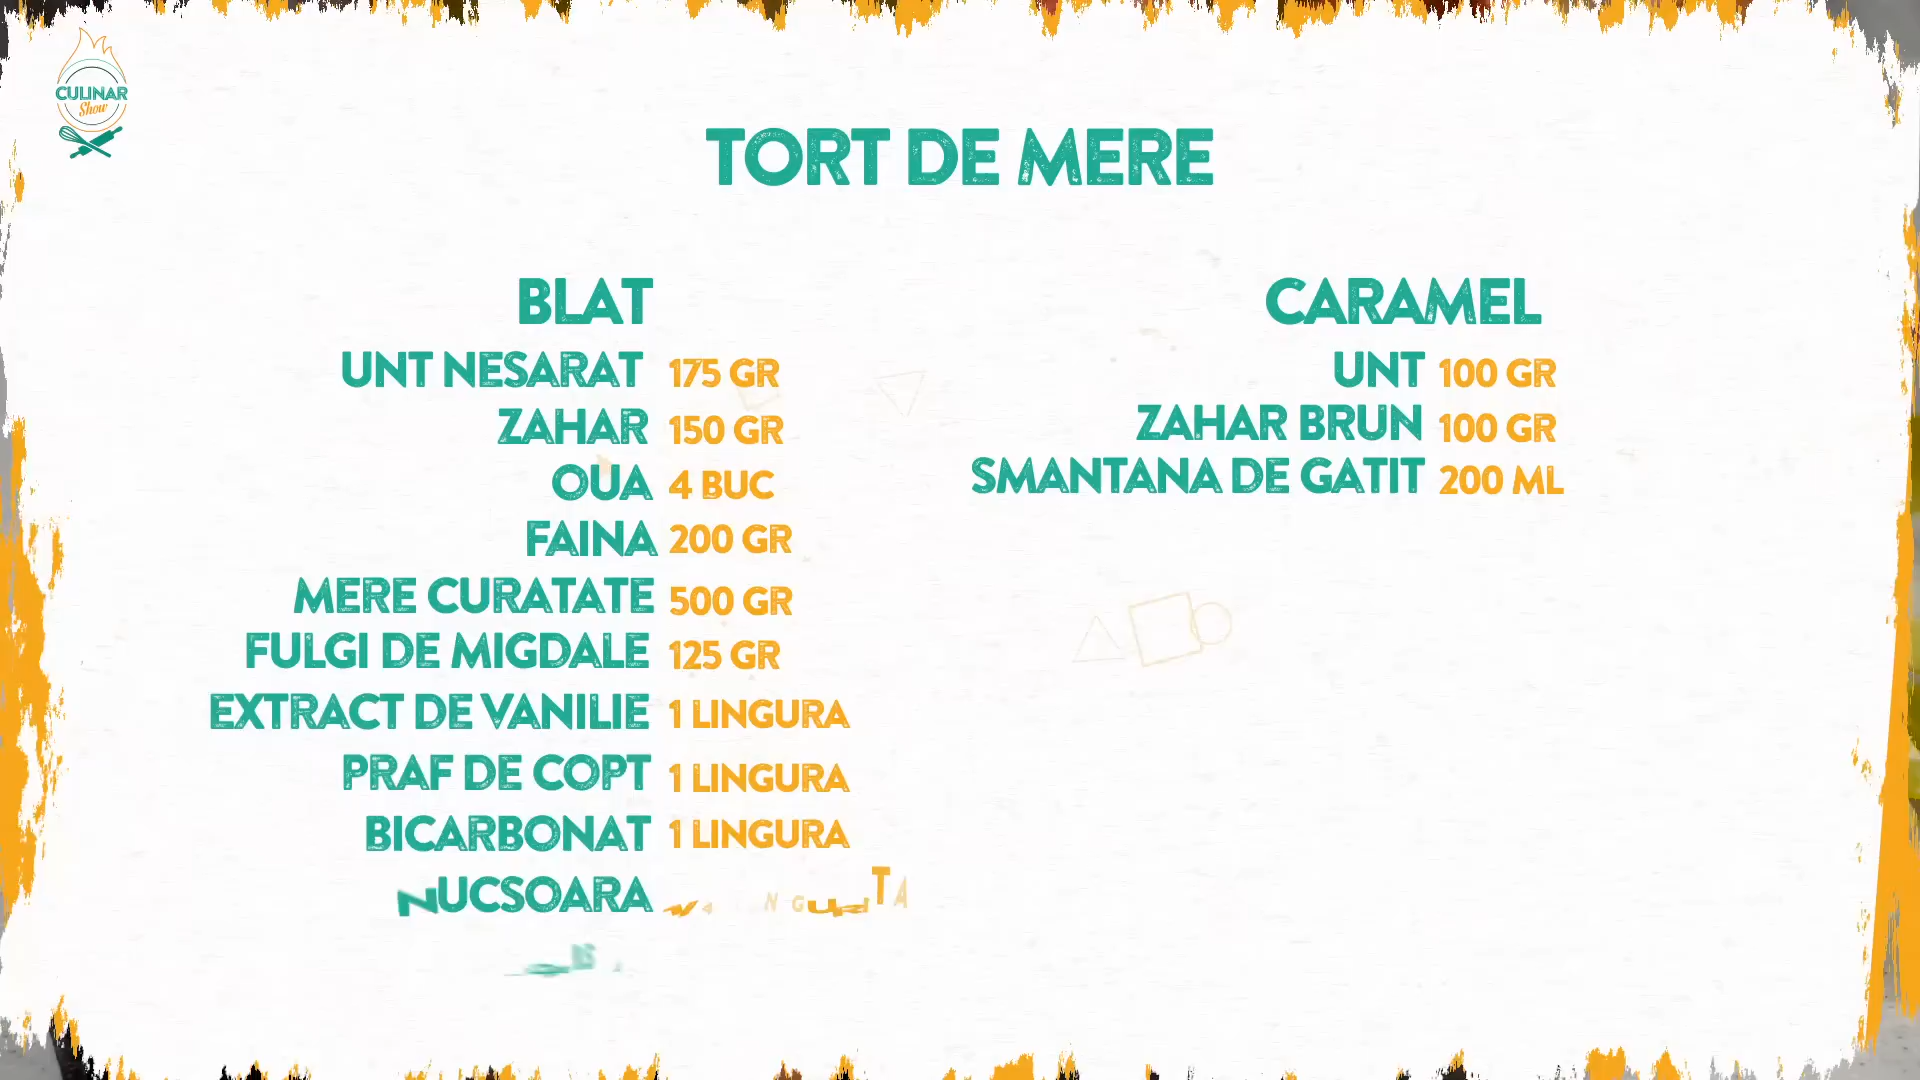 CULINAR
Show
TORT DE MERE
BLAT
UNT NESARAT 175 GR
ZAHAR 150 GR
OUA 4 BUC
FAINA 200 GR
MERE CURATATE 500 GR
FULGI DE MIGDALE 125 GR
EXTRACT DE VANILIE 1 LINGURA
PRAF DE COPT 1 LINGURA
BICARBONAT 1 LINGURA
NUCSOARA
CARAMEL
UNT 100 GR
ZAHAR BRUN 100 GR
SMANTANA DE GATIT 200 ML